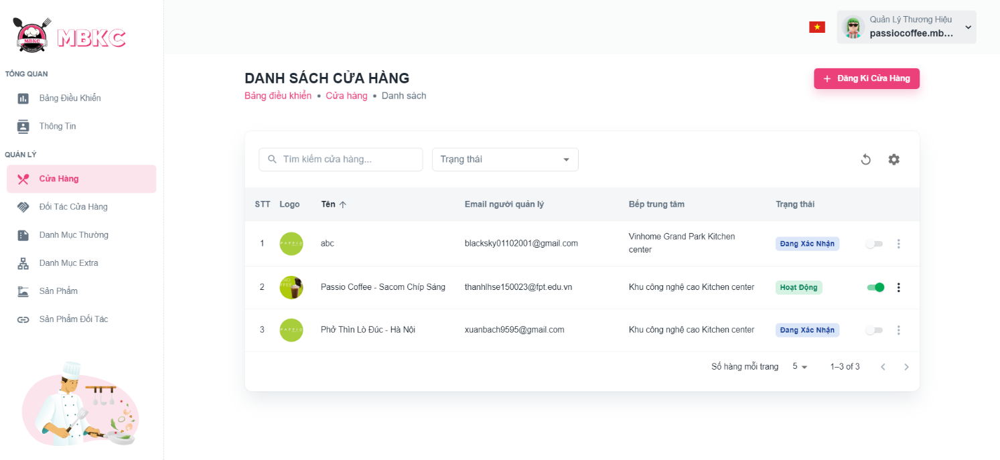 MBKC
MBKC
TỔNG QUAN
Bảng Điều Khiển
Thông Tin
QUẢN LÝ
Cửa Hàng
Đối Tác Cửa Hàng
Danh Mục Thường
Danh Mục Extra
Sản Phẩm
Sản Phẩm Đối Tác
Quản Lý Thương Hiệu
passiocoffee.mb...
DANH SÁCH CỬA HÀNG
Bảng điều khiển • Cửa hàng • Danh sách
+ Đăng Kí Cửa Hàng
Tìm kiếm cửa hàng...
Trạng thái
STT Logo Tên ↑ Email người quản lý Bếp trung tâm Trạng thái
1 PASSIO abc blacksky01102001@gmail.com Vinhome Grand Park Kitchen
center Đang Xác Nhận
2 Passio Coffee - Sacom Chíp Sáng thanhlhse150023@fpt.edu.vn Khu công nghệ cao Kitchen center Hoạt Động
3 PASSIO Phở Thìn Lò Đúc - Hà Nội xuanbach9595@gmail.com Khu công nghệ cao Kitchen center Đang Xác Nhận
Số hàng mỗi trang 5 1–3 of 3